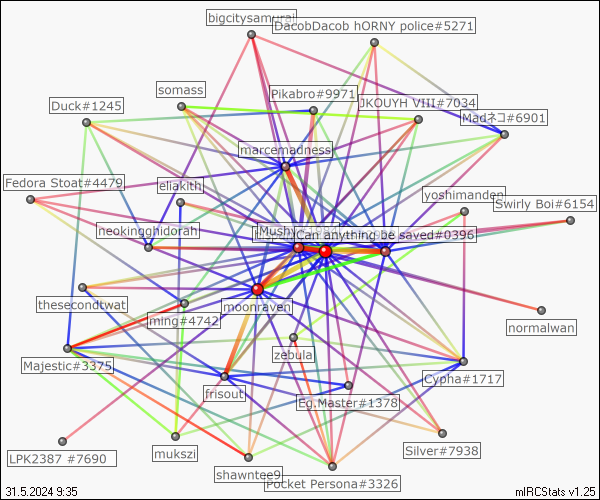 bigcitysamurai
DacobDacob hORNY police#5271
somass
Pikabro#9971
JKOUYH VIII#7034
Duck#1245
Madネコ#6901
marcemadness
Fedora Stoat#4479
eliakith
yoshimanden
Swirly Boi#6154
neokingghidorah
Can anything be saved#0396
thesecondtwat
ming#4742
moonraven
normalwan
zebula
Majestic#3375
frisout
Cypha#1717
Eg.Master#1378
LPK2387 #7690
mukszi
Silver#7938
shawntee9
Pocket Persona#3326
31.5.2024 9:35
mIRCStats v1.25